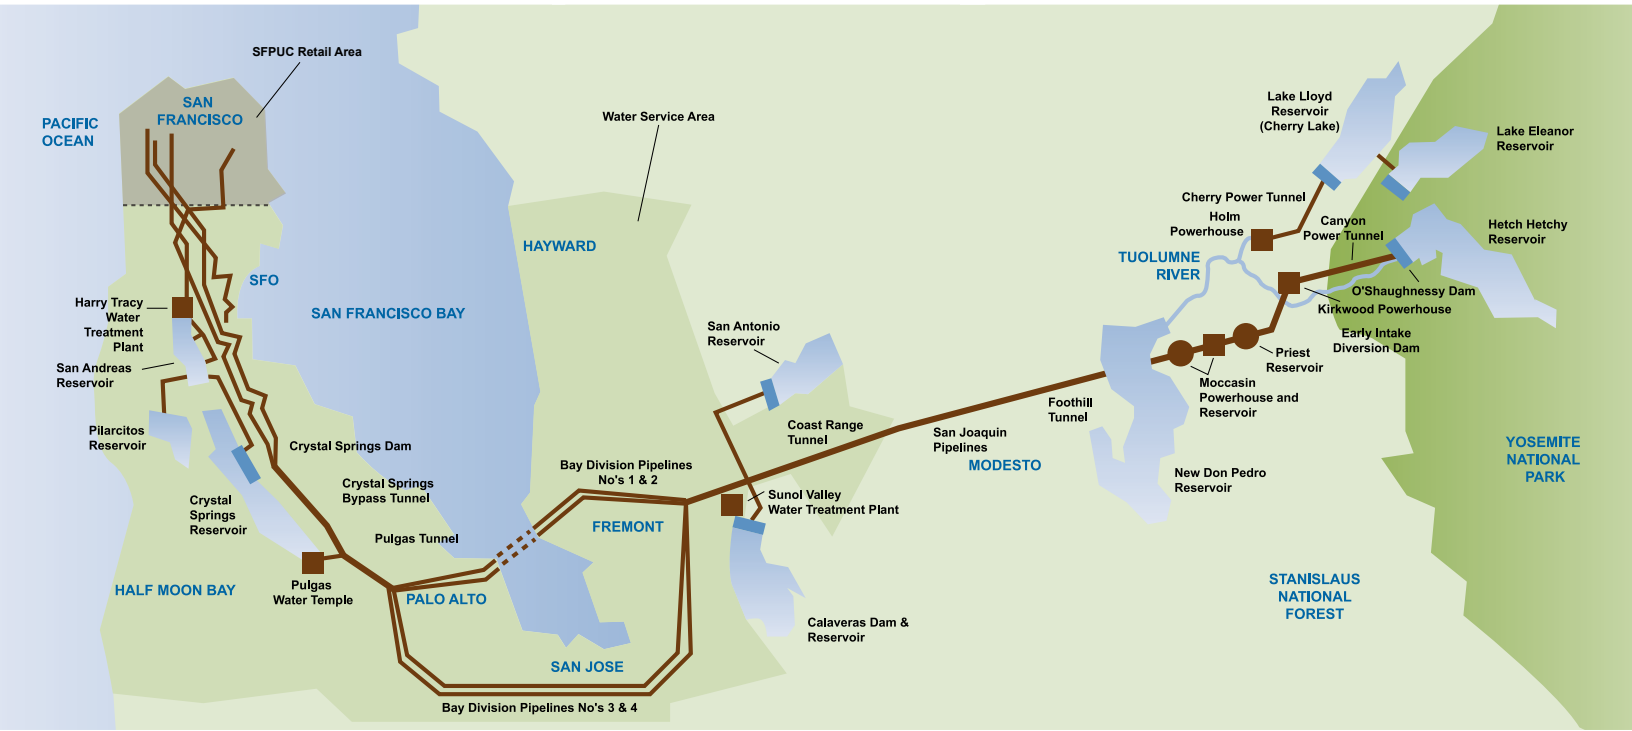 SFPUC Retail Area
SAN
FRANCISCO
PACIFIC
OCEAN
Water Service Area
Lake Lloyd
Reservoir
(Cherry Lake)
Lake Eleanor
Reservoir
Cherry Power Tunnel
Holm
Powerhouse
Canyon
Power Tunnel
Hetch Hetchy
Reservoir
HAYWARD
TUOLUMNE
RIVER
SFO
O'Shaughnessy Dam
Kirkwood Powerhouse
Harry Tracy
Water
Treatment
Plant
SAN FRANCISCO BAY
San Antonio
Reservoir
Early Intake
Diversion Dam
Priest
Reservoir
San Andreas
Reservoir
Moccasin
Powerhouse and
Reservoir
Foothill
Tunnel
Pilarcitos
Reservoir
Crystal Springs Dam
Coast Range
Tunnel
San Joaquin
Pipelines
MODESTO
YOSEMITE
NATIONAL
PARK
Bay Division Pipelines
No's 1 & 2
New Don Pedro
Reservoir
Crystal Springs
Bypass Tunnel
Crystal
Springs
Reservoir
Sunol Valley
Water Treatment Plant
FREMONT
Pulgas Tunnel
HALF MOON BAY
Pulgas
Water Temple
PALO ALTO
STANISLAUS
NATIONAL
FOREST
Calaveras Dam &
Reservoir
SAN JOSE
Bay Division Pipelines No's 3 & 4